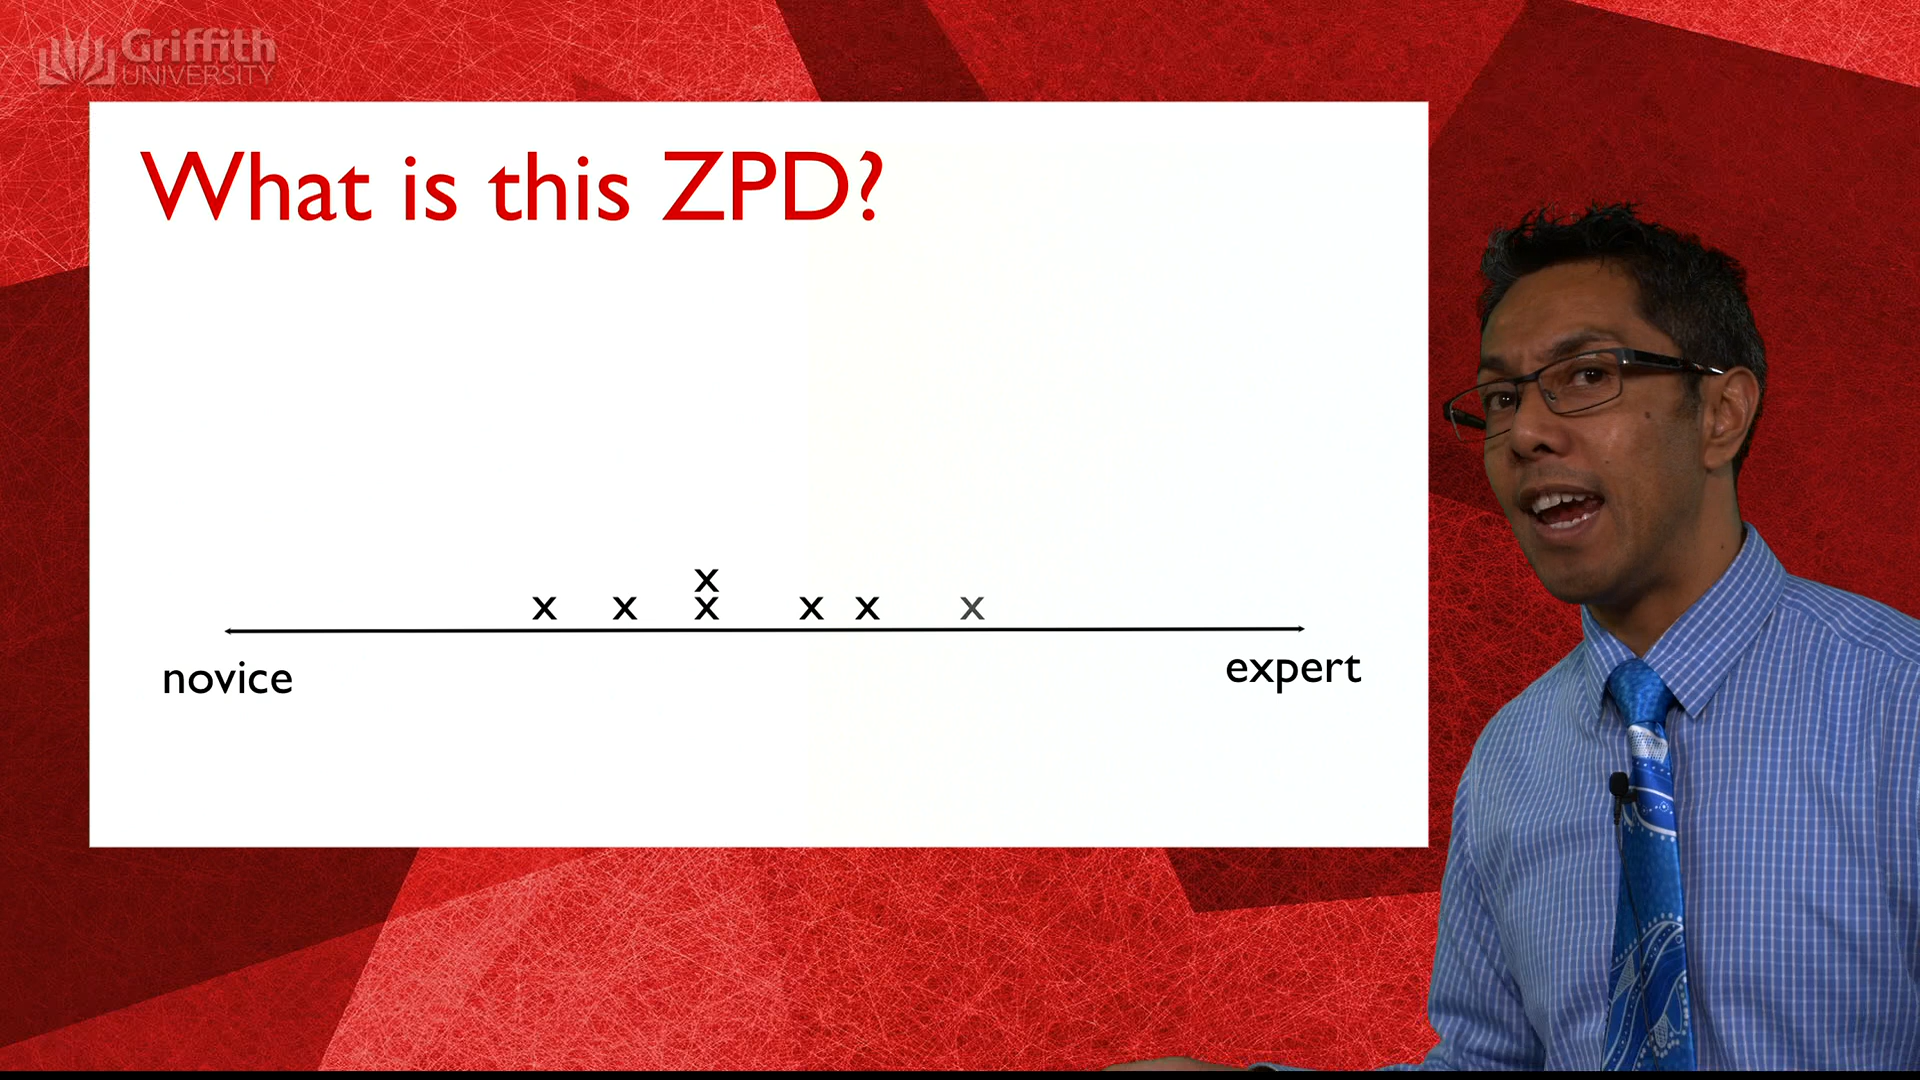 Griffith
UNIVERSITY
What is this ZPD?
x
x x x x x x
novice
expert